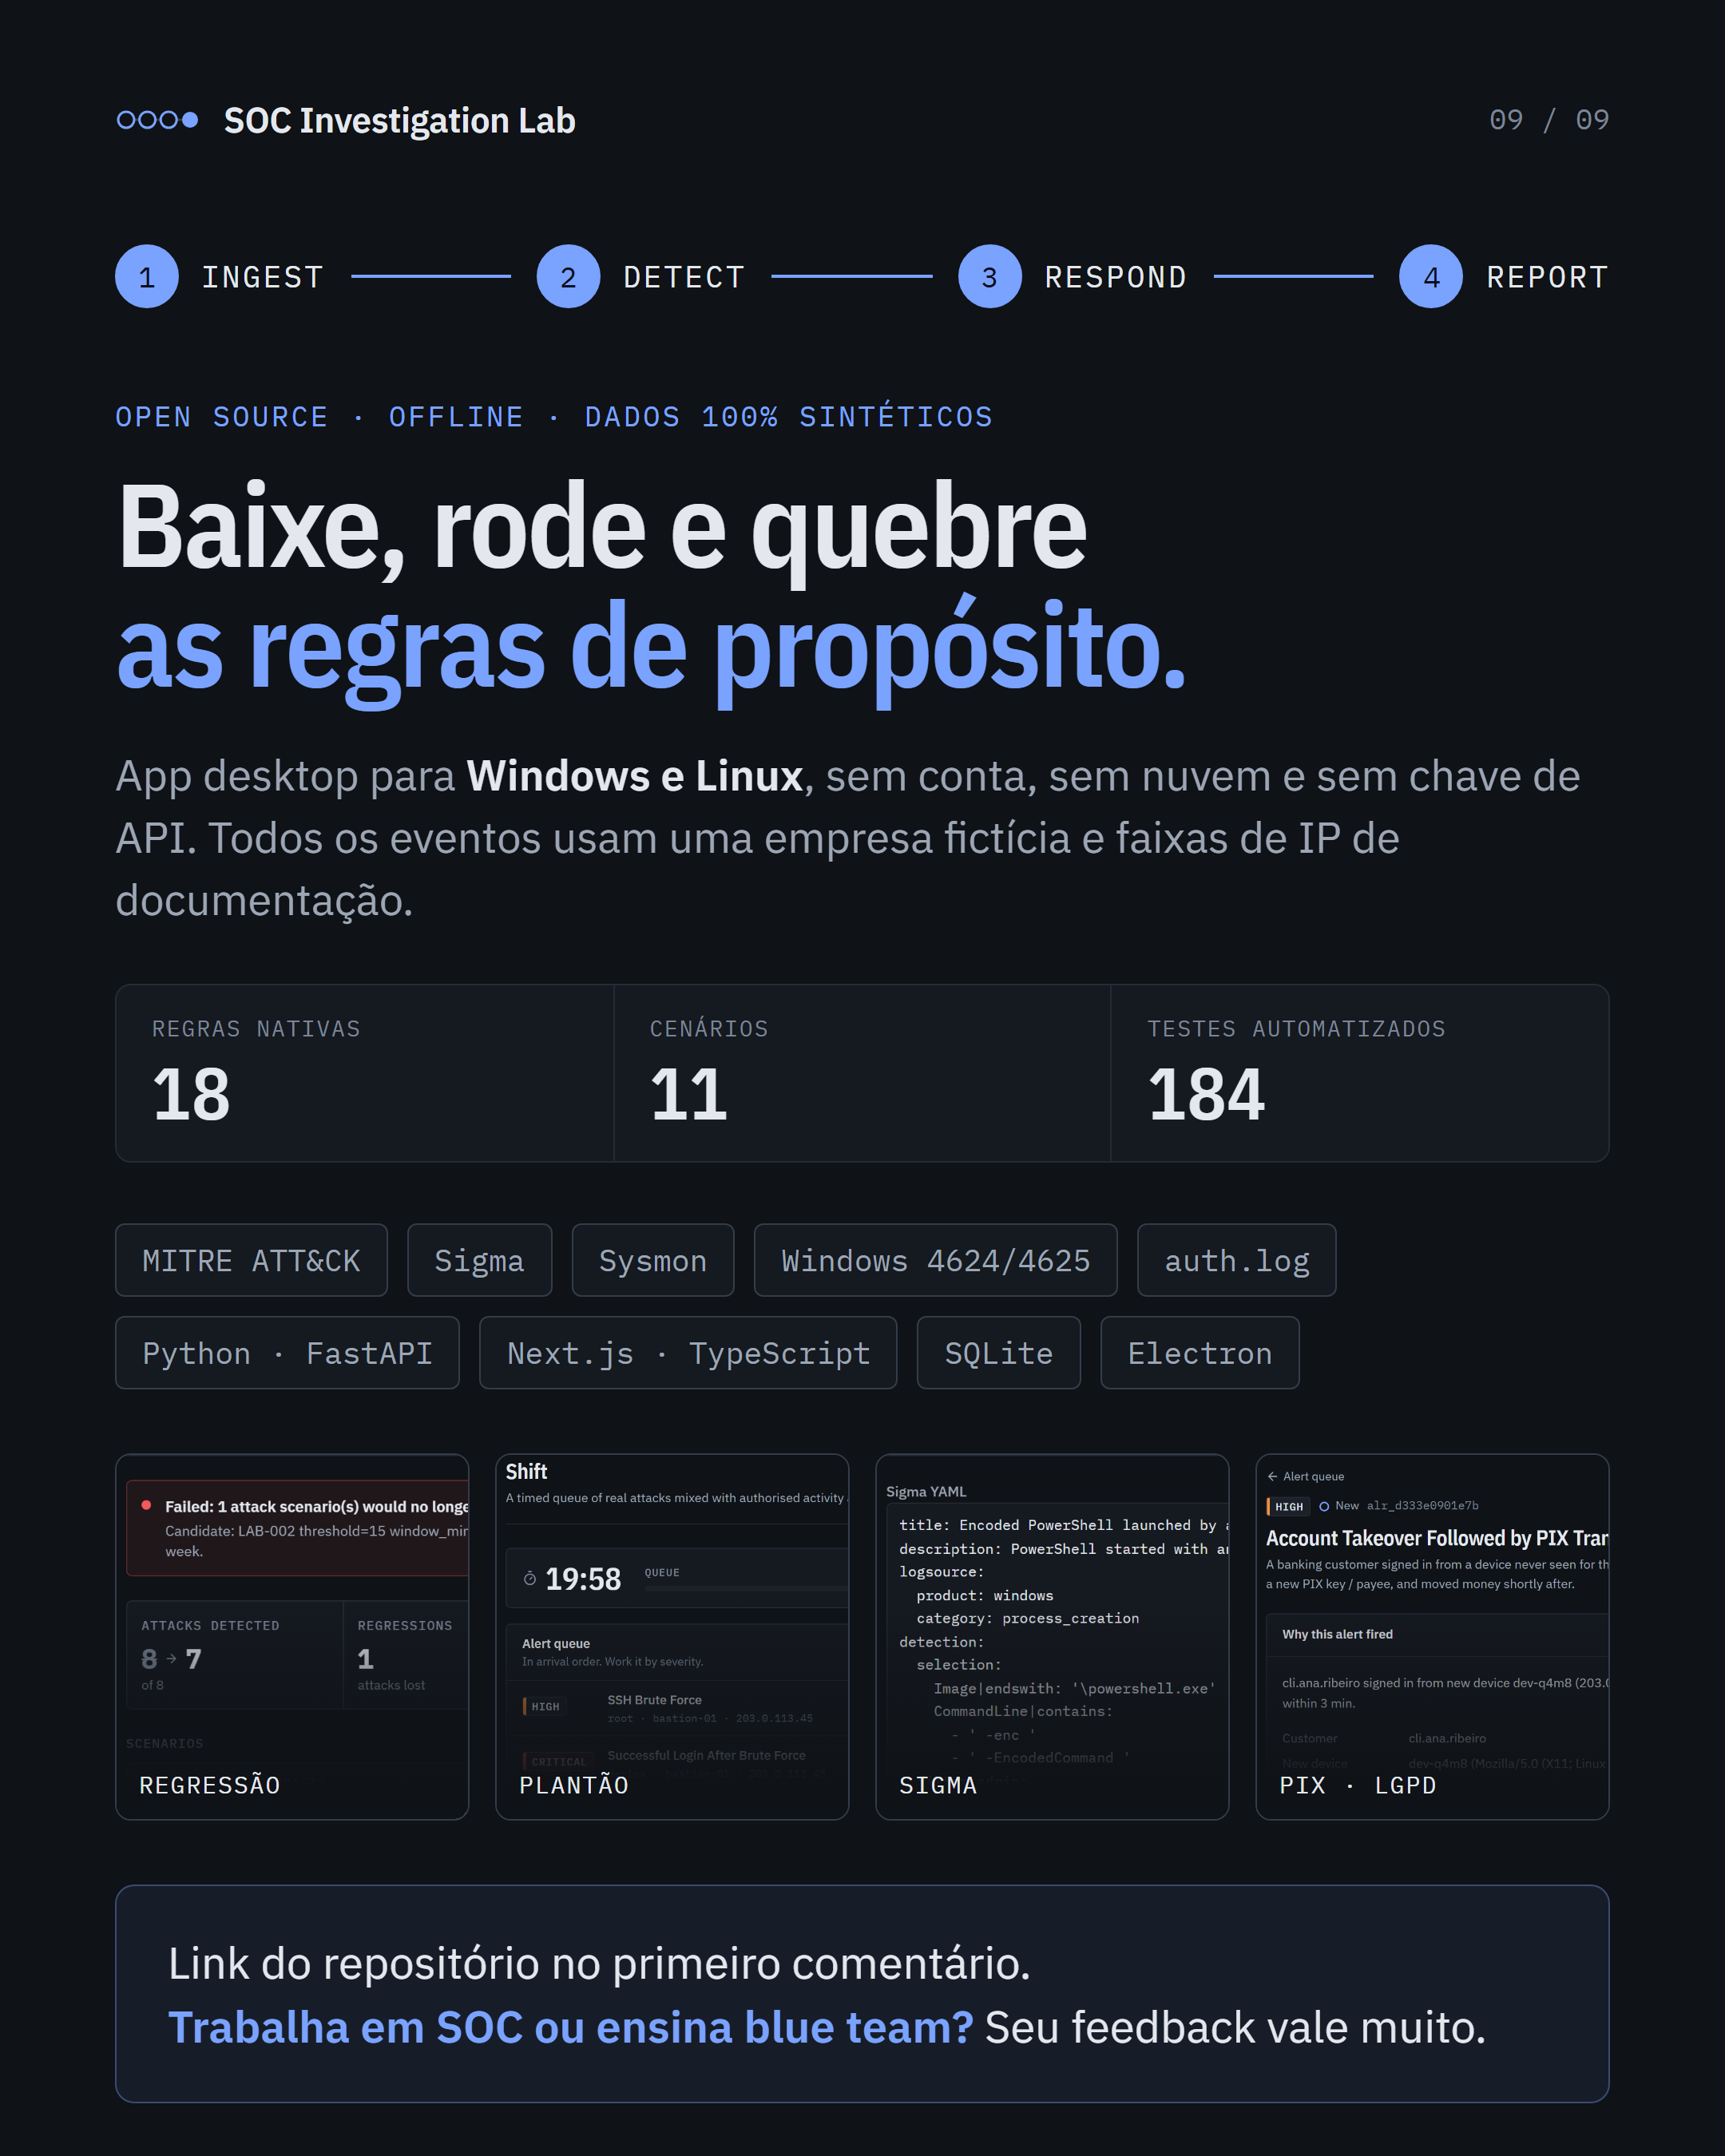 SOC Investigation Lab
09 / 09
1 INGEST
2 DETECT
3 RESPOND
4 REPORT
OPEN SOURCE · OFFLINE · DADOS 100% SINTÉTICOS
Baixe, rode e quebre
as regras de propósito.
App desktop para Windows e Linux, sem conta, sem nuvem e sem chave de
API. Todos os eventos usam uma empresa fictícia e faixas de IP de
documentação.
REGRAS NATIVAS
18
CENÁRIOS
11
TESTES AUTOMATIZADOS
184
MITRE ATT&CK
Sigma
Sysmon
Windows 4624/4625
auth.log
Python · FastAPI
Next.js · TypeScript
SQLite
Electron
Failed: 1 attack scenario(s) would no longe
Candidate: LAB-002 threshold=15 window_mi
week.
ATTACKS DETECTED
8 → 7
of 8
REGRESSIONS
1
attacks lost
SCENARIOS
REGRESSÃO
Shift
A timed queue of real attacks mixed with authorised activity
19:58
QUEUE
Alert queue
In arrival order. Work it by severity.
HIGH
SSH Brute Force
root · bastion-01 · 203.0.113.45
CRITICAL
Successful Login After Brute Force
PLANTÃO
Sigma YAML
title: Encoded PowerShell launched by
description: PowerShell started with
logsource:
product: windows
category: process_creation
detection:
selection:
Image|endswith: '\powershell.exe'
CommandLine|contains:
- ' -enc '
- ' -EncodedCommand '
SIGMA
← Alert queue
HIGH
New alr_d333e0901e7b
Account Takeover Followed by PIX Tran
A banking customer signed in from a device never seen for th
a new PIX key / payee, and moved money shortly after.
Why this alert fired
cli.ana.ribeiro signed in from new device dev-q4m8 (203.0
within 3 min.
Customer cli.ana.ribeiro
New device dev-q4m8 (Mozilla/5.0 (X11; Linux
PIX · LGPD
Link do repositório no primeiro comentário.
Trabalha em SOC ou ensina blue team? Seu feedback vale muito.